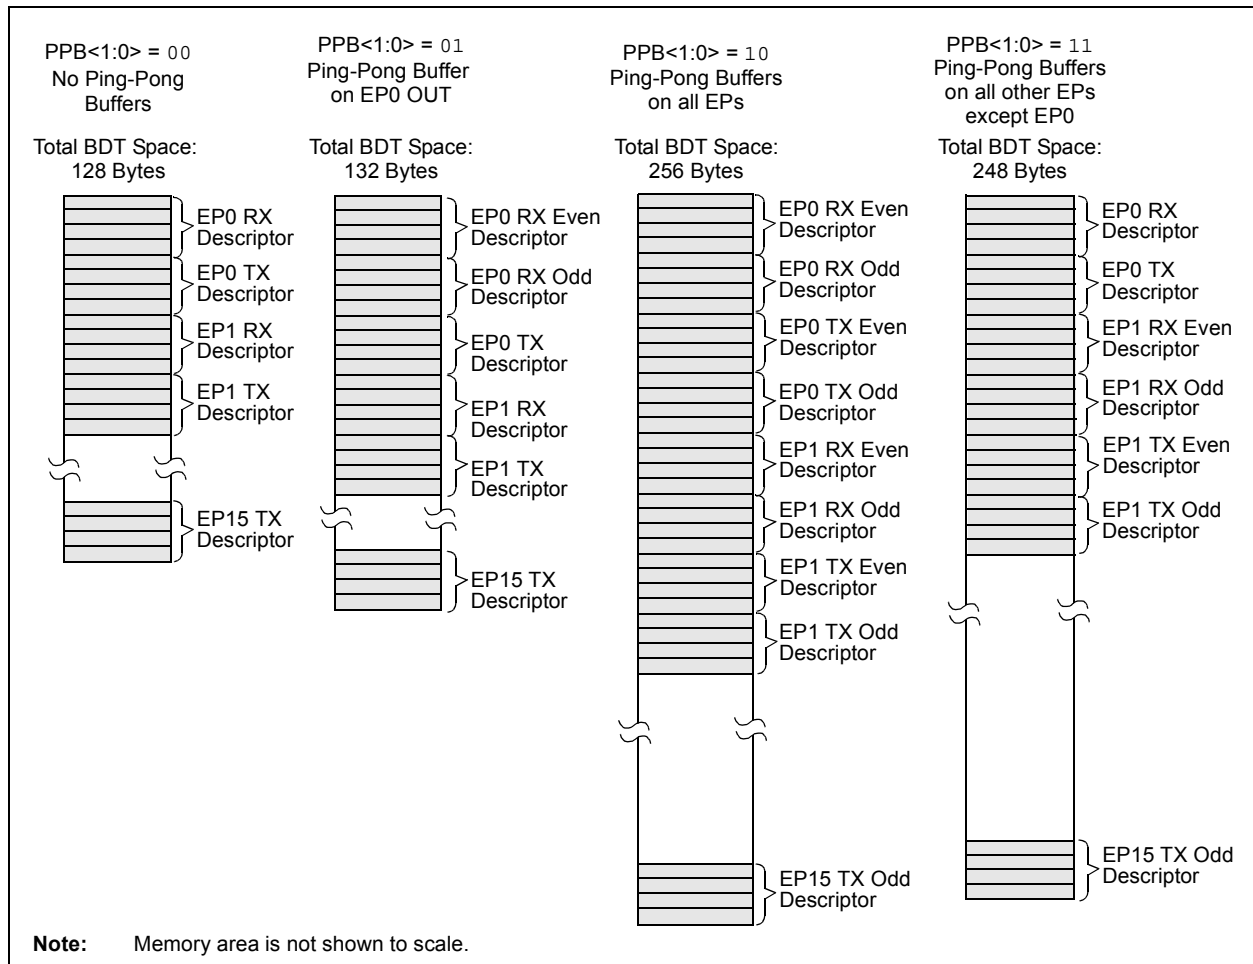 PPB<1:0> = 00
No Ping-Pong
Buffers
Total BDT Space:
128 Bytes
EP0 RX
Descriptor
EP0 TX
Descriptor
EP1 RX
Descriptor
EP1 TX
Descriptor
EP15 TX
Descriptor
PPB<1:0> = 01
Ping-Pong Buffer
on EP0 OUT
Total BDT Space:
132 Bytes
EP0 RX Even
Descriptor
EP0 RX Odd
Descriptor
EP0 TX
Descriptor
EP1 RX
Descriptor
EP1 TX
Descriptor
EP15 TX
Descriptor
PPB<1:0> = 10
Ping-Pong Buffers
on all EPs
Total BDT Space:
256 Bytes
EP0 RX Even
Descriptor
EP0 RX Odd
Descriptor
EP0 TX Even
Descriptor
EP0 TX Odd
Descriptor
EP1 RX Even
Descriptor
EP1 RX Odd
Descriptor
EP1 TX Even
Descriptor
EP1 TX Odd
Descriptor
EP15 TX Odd
Descriptor
PPB<1:0> = 11
Ping-Pong Buffers
on all other EPs
except EP0
Total BDT Space:
248 Bytes
EP0 RX
Descriptor
EP0 TX
Descriptor
EP1 RX Even
Descriptor
EP1 RX Odd
Descriptor
EP1 TX Even
Descriptor
EP1 TX Odd
Descriptor
EP15 TX Odd
Descriptor
Note: Memory area is not shown to scale.